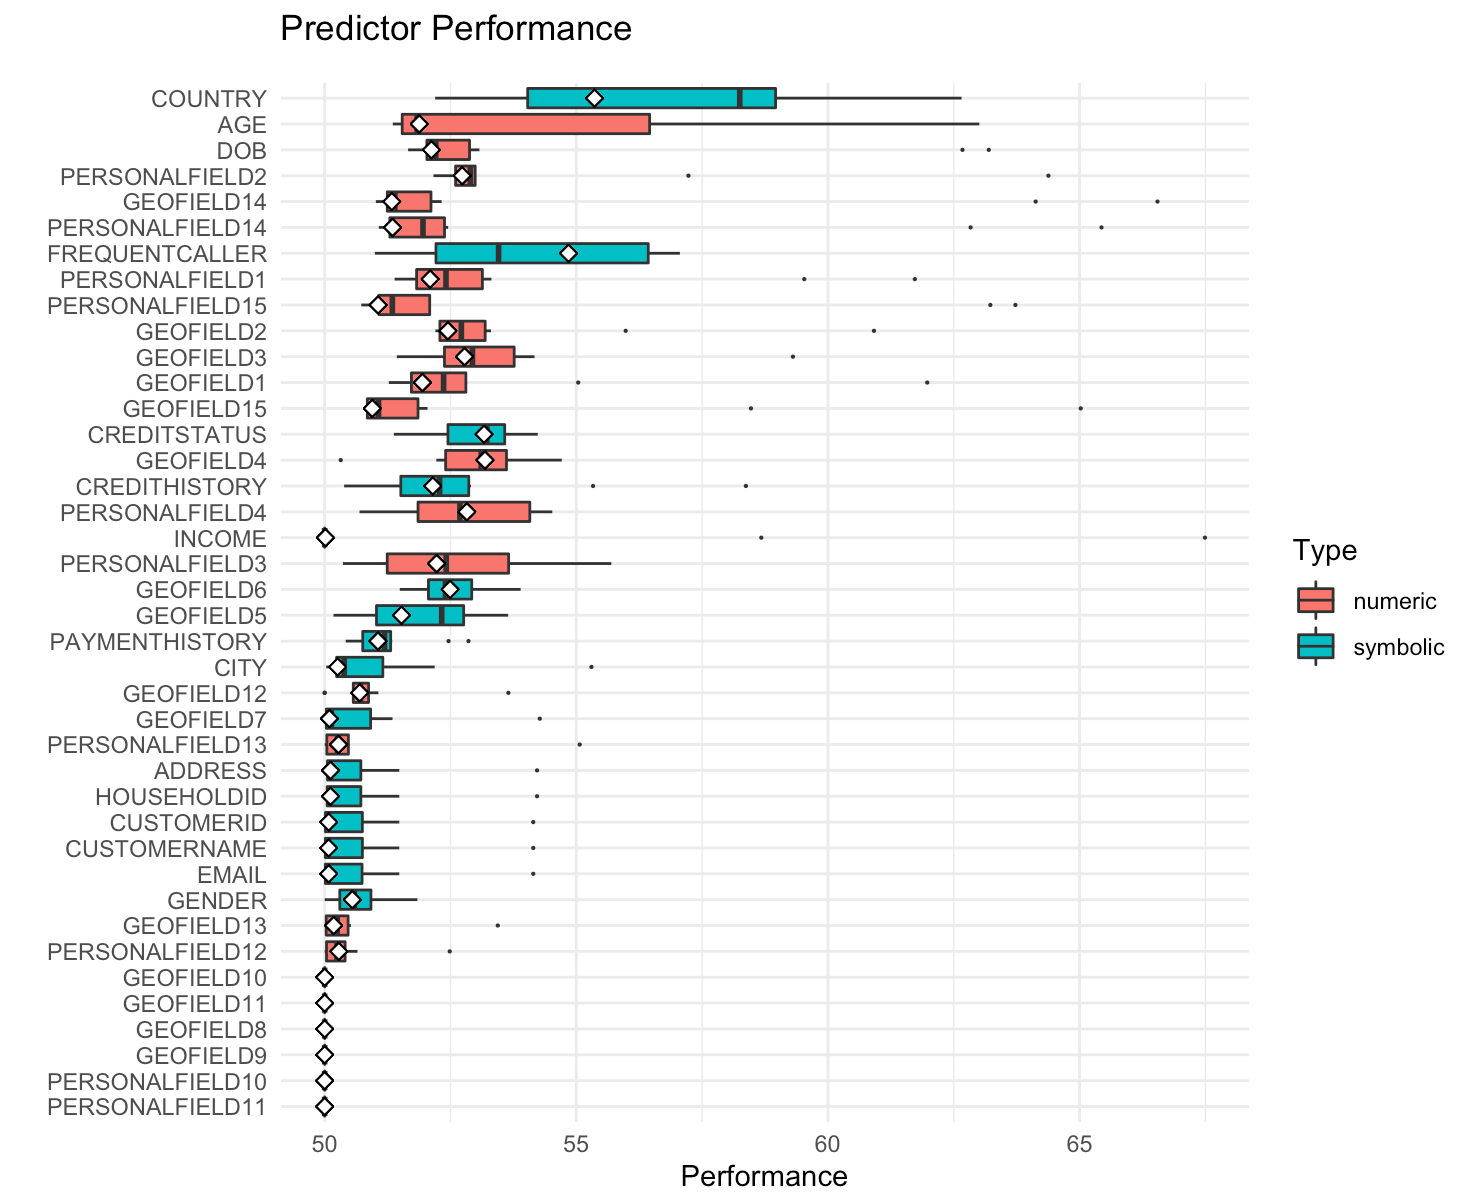 Predictor Performance
COUNTRY
AGE
DOB
PERSONALFIELD2
GEOFIELD14
PERSONALFIELD14
FREQUENTCALLER
PERSONALFIELD1
PERSONALFIELD15
GEOFIELD2
GEOFIELD3
GEOFIELD1
GEOFIELD15
CREDITSTATUS
GEOFIELD4
CREDITHISTORY
PERSONALFIELD4
INCOME
PERSONALFIELD3
GEOFIELD6
GEOFIELD5
PAYMENTHISTORY
CITY
GEOFIELD12
GEOFIELD7
PERSONALFIELD13
ADDRESS
HOUSEHOLDID
CUSTOMERID
CUSTOMERNAME
EMAIL
GENDER
GEOFIELD13
PERSONALFIELD12
GEOFIELD10
GEOFIELD11
GEOFIELD8
GEOFIELD9
PERSONALFIELD10
PERSONALFIELD11
50 55 60 65
Performance
Type
numeric
symbolic